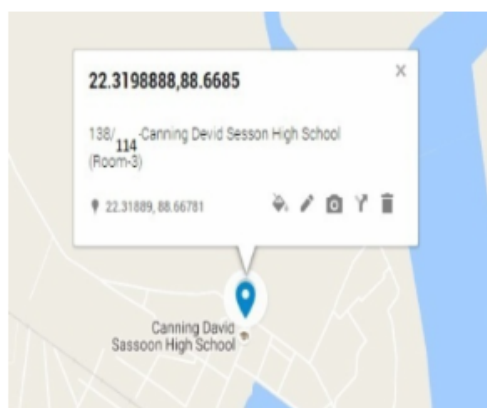 22.3198888,88.6685
138/114-Canning Devid Sesson High School
(Room-3)
22.31889, 88.66781
Canning David
Sassoon High School